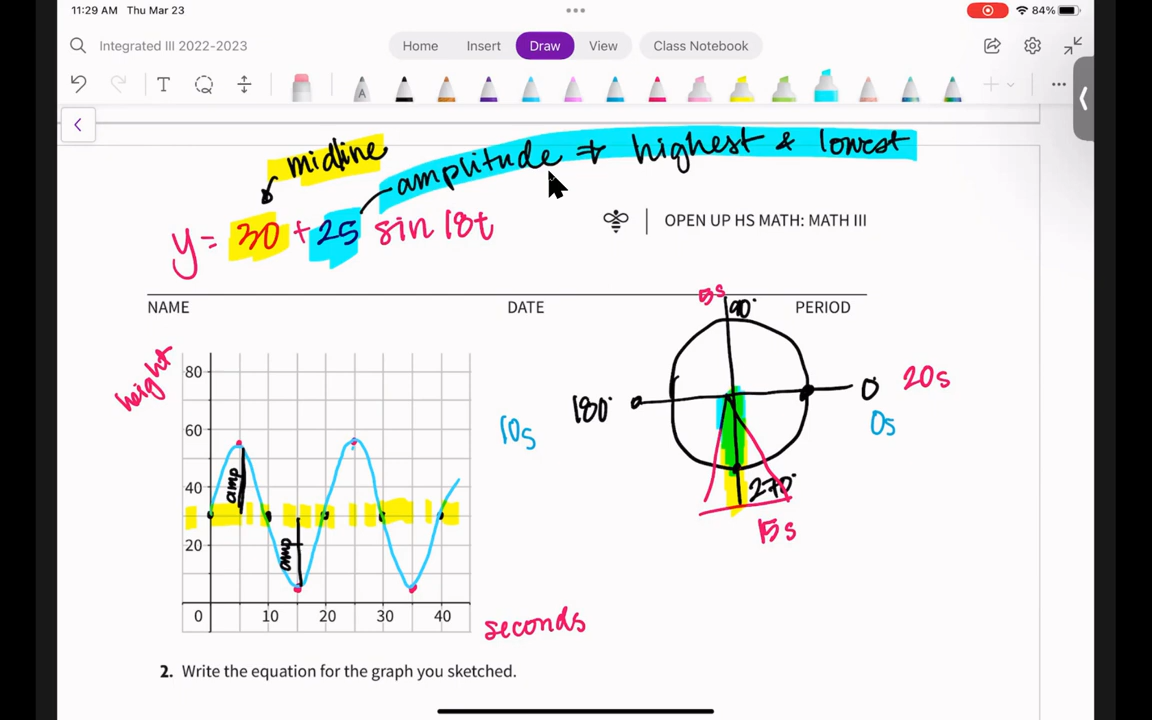 11:29 AM Thu Mar 23
84%
Integrated III 2022-2023
Home Insert Draw View Class Notebook
T A
midline
amplitude → highest & lowest
y = 30 + 25 sin 18t
OPEN UP HS MATH: MATH III
NAME DATE PERIOD
5s
90°
height
80
60
40
20
0 10 20 30 40
amp
amp
seconds
180°
10s
0° 20s
0s
270°
15s
2. Write the equation for the graph you sketched.